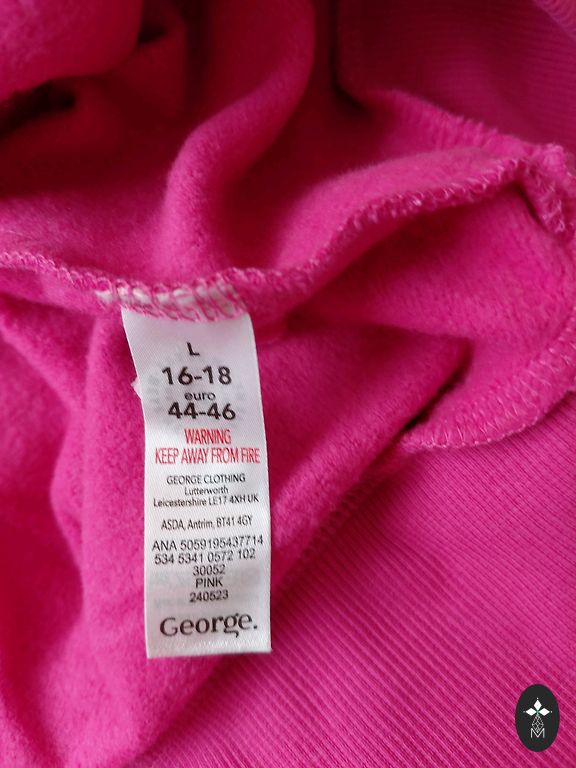 L
16-18
euro
44-46
WARNING
KEEP AWAY FROM FIRE
GEORGE CLOTHING
Lutterworth
Leicestershire LE17 4XH UK
ASDA, Antrim, BT41 4GY
ANA 5059195437714
534 5341 0572 102
30052
PINK
240523
George.
M